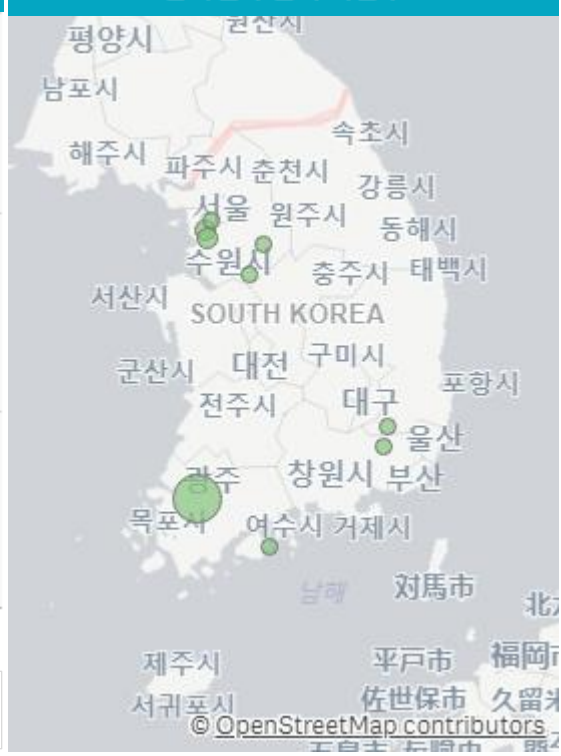 원산시
평양시
남포시
속초시
해주시
파주시 춘천시
강릉시
서울
원주시
동해시
수원시
충주시
태백시
서산시
SOUTH KOREA
군산시
대전
구미시
포항시
전주시
대구
울산
광주
창원시
부산
목포시
여수시
거제시
남해
対馬市
제주시
平戸市
福岡
서귀포시
佐世保市
久留
© OpenStreetMap contributors